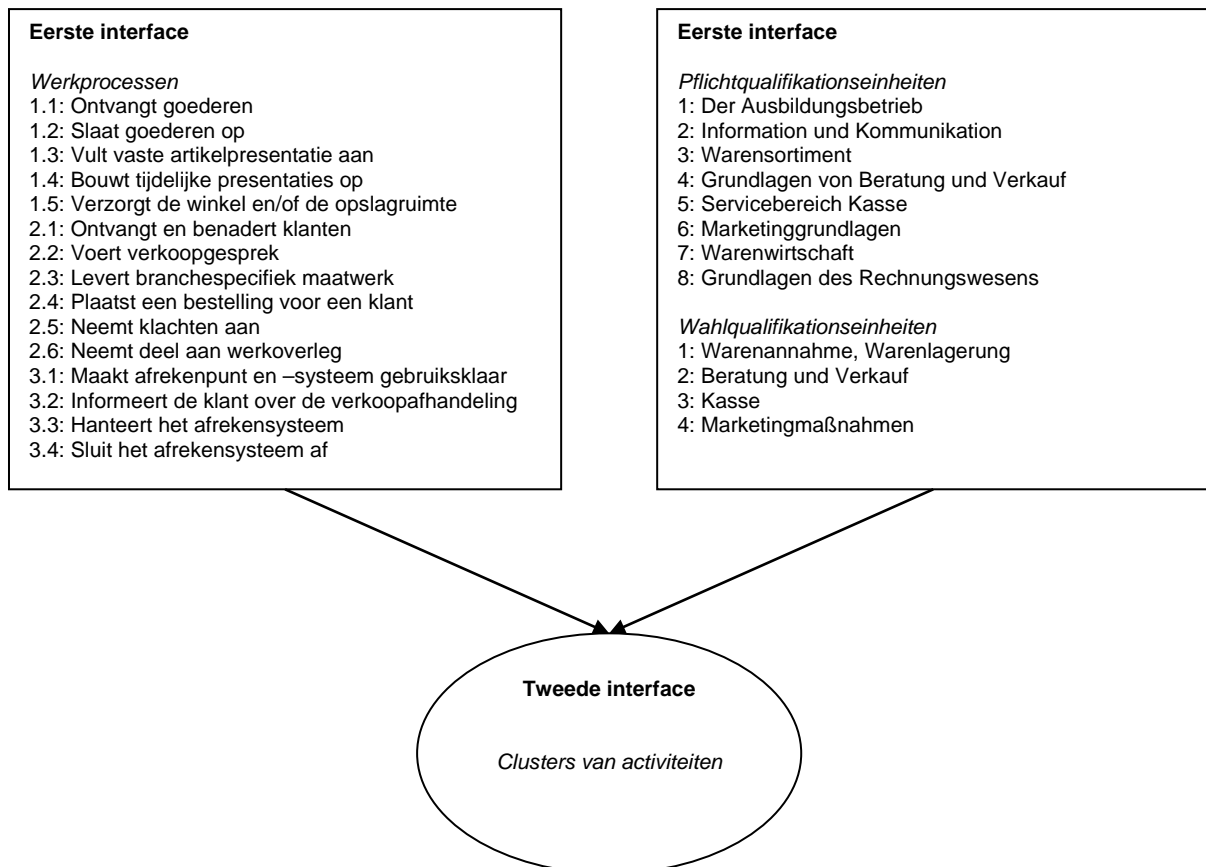 Eerste interface
Werkprocessen
1.1: Ontvangt goederen
1.2: Slaat goederen op
1.3: Vult vaste artikelpresentatie aan
1.4: Bouwt tijdelijke presentaties op
1.5: Verzorgt de winkel en/of de opslagruimte
2.1: Ontvangt en benadert klanten
2.2: Voert verkoopgesprek
2.3: Levert branchespecifiek maatwerk
2.4: Plaatst een bestelling voor een klant
2.5: Neemt klachten aan
2.6: Neemt deel aan werkoverleg
3.1: Maakt afrekenpunt en –systeem gebruiksklaar
3.2: Informeert de klant over de verkoopafhandeling
3.3: Hanteert het afrekensysteem
3.4: Sluit het afrekensysteem af
Eerste interface
Pflichtqualifikationseinheiten
1: Der Ausbildungsbetrieb
2: Information und Kommunikation
3: Warensortiment
4: Grundlagen von Beratung und Verkauf
5: Servicebereich Kasse
6: Marketinggrundlagen
7: Warenwirtschaft
8: Grundlagen des Rechnungswesens
Wahlqualifikationseinheiten
1: Warenannahme, Warenlagerung
2: Beratung und Verkauf
3: Kasse
4: Marketingmaßnahmen
Tweede interface
Clusters van activiteiten